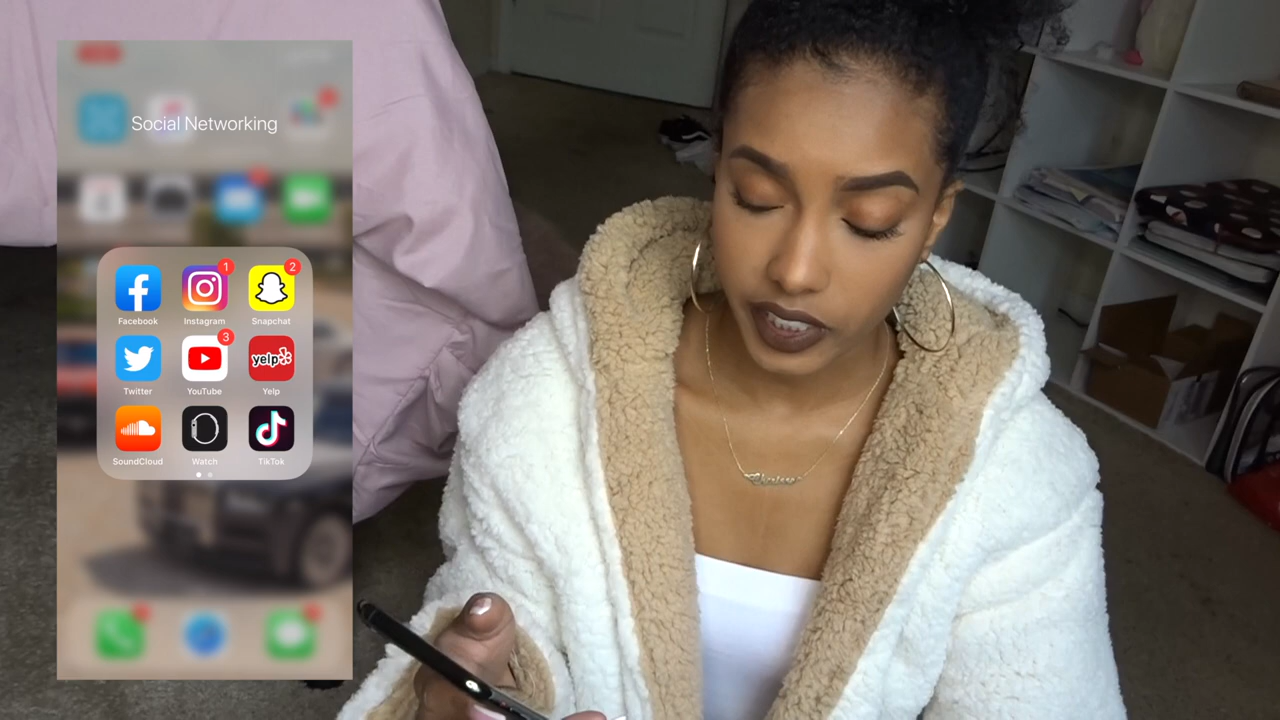 Social Networking
1
2
Facebook
Instagram
Snapchat
3
yelp
Twitter
YouTube
Yelp
SoundCloud
Watch
TikTok